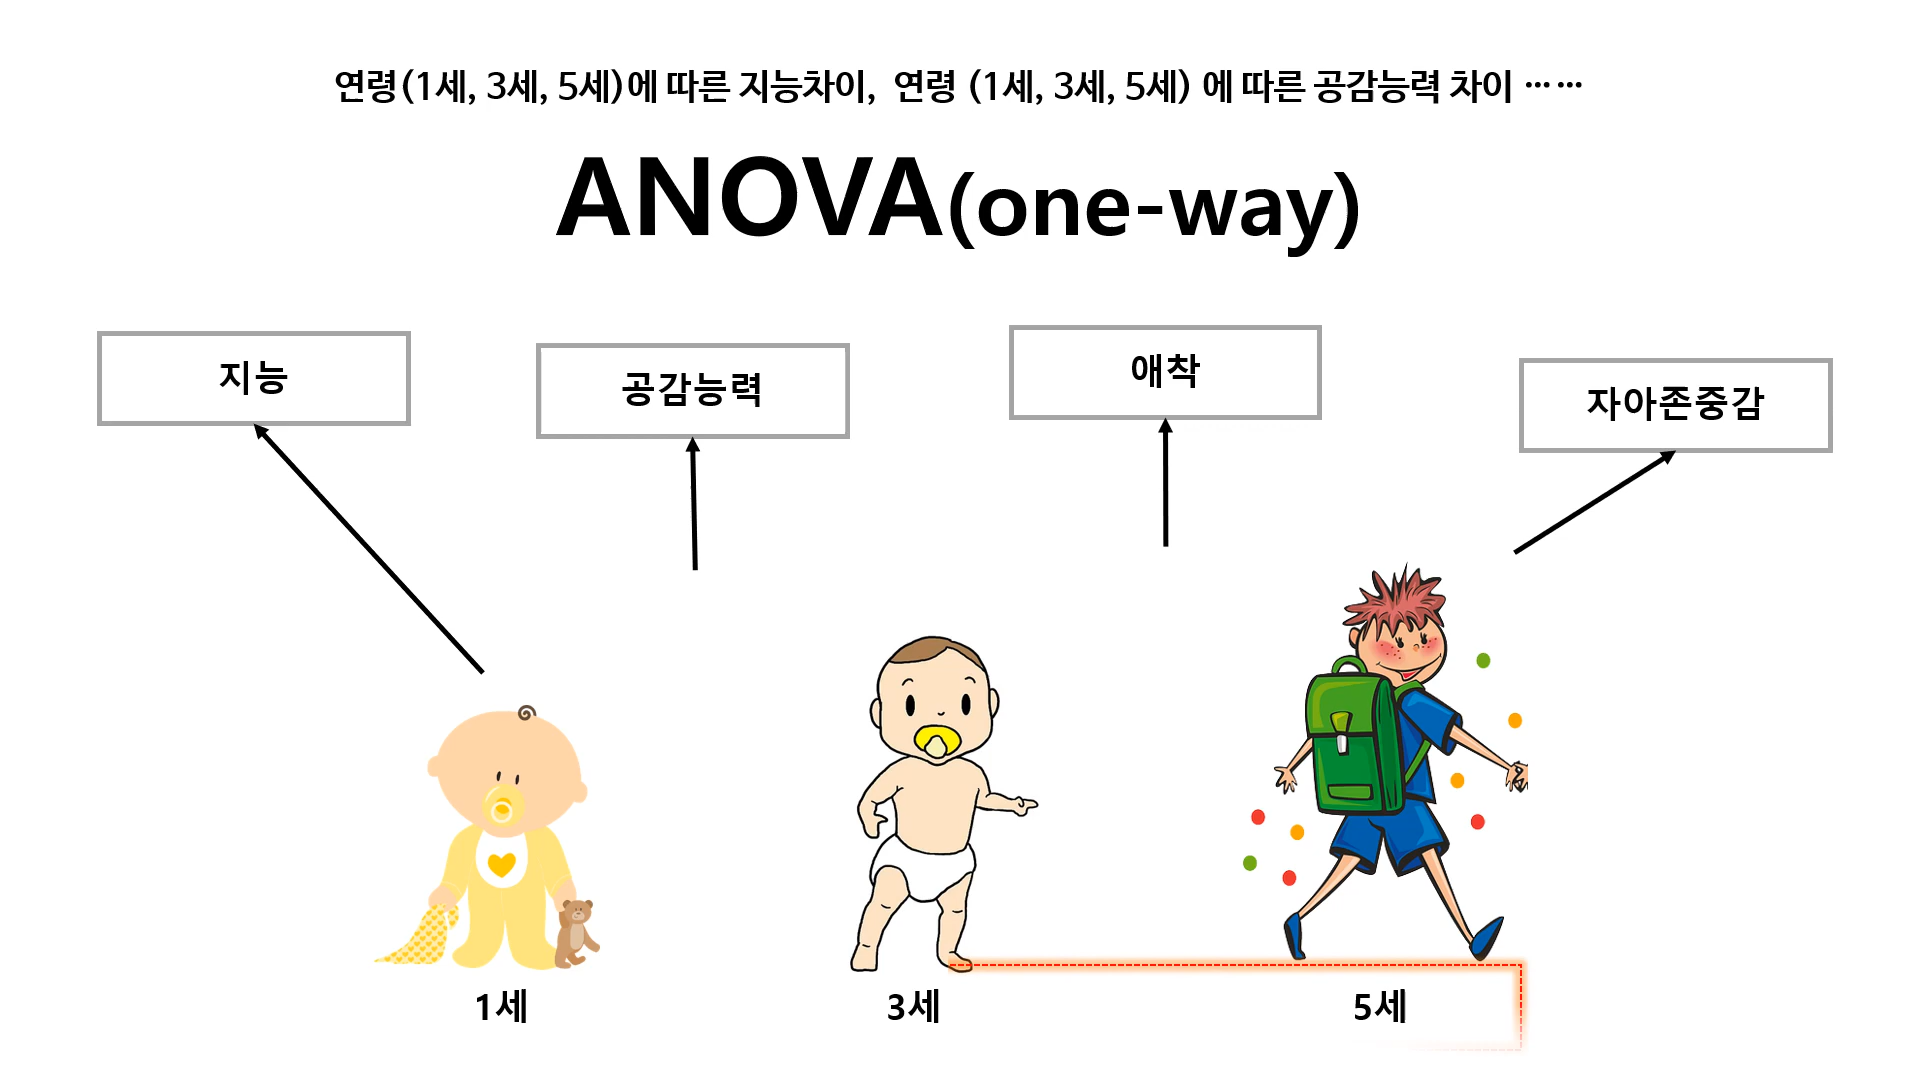 연령(1세, 3세, 5세)에 따른 지능차이, 연령 (1세, 3세, 5세) 에 따른 공감능력 차이 ……
ANOVA(one-way)
지능
공감능력
애착
자아존중감
1세
3세
5세